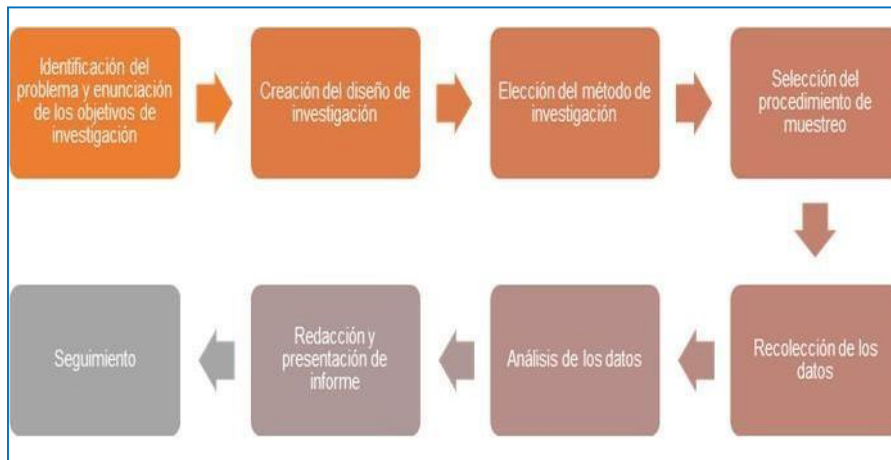 Identificación del
problema y enunciación
de los objetivos de
investigación
Creación del diseño de
investigación
Elección del método de
investigación
Selección del
procedimiento de
muestreo
Recolección de los
datos
Análisis de los datos
Redacción y
presentación de
informe
Seguimiento